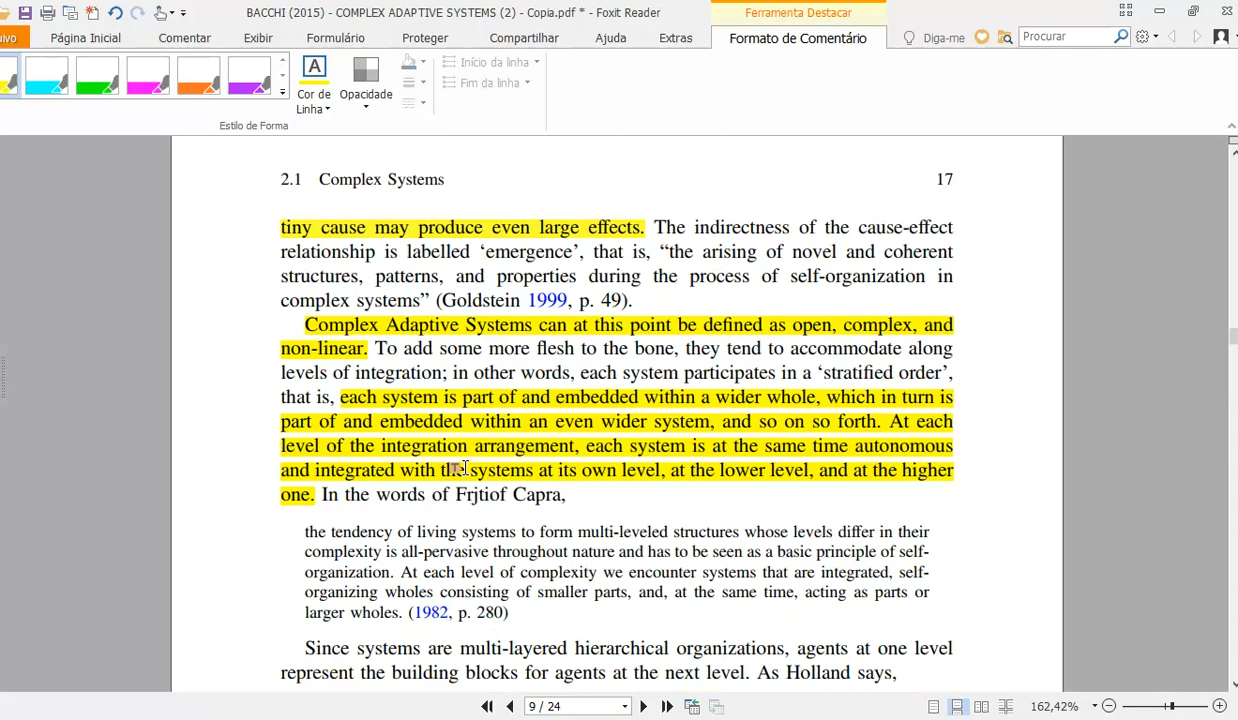 BACCHI (2015) - COMPLEX ADAPTIVE SYSTEMS (2) - Copia.pdf * - Foxit Reader
Ferramenta Destacar
Página Inicial
Comentar
Exibir
Formulário
Proteger
Compartilhar
Ajuda
Extras
Formato de Comentário
Diga-me
Procurar
A
Cor de
Linha
Opacidade
Início da linha
Fim da linha
Estilo de Forma
2.1 Complex Systems 17
tiny cause may produce even large effects. The indirectness of the cause-effect
relationship is labelled ‘emergence’, that is, “the arising of novel and coherent
structures, patterns, and properties during the process of self-organization in
complex systems” (Goldstein 1999, p. 49).
Complex Adaptive Systems can at this point be defined as open, complex, and
non-linear. To add some more flesh to the bone, they tend to accommodate along
levels of integration; in other words, each system participates in a ‘stratified order’,
that is, each system is part of and embedded within a wider whole, which in turn is
part of and embedded within an even wider system, and so on so forth. At each
level of the integration arrangement, each system is at the same time autonomous
and integrated with the systems at its own level, at the lower level, and at the higher
one. In the words of Frjtiof Capra,
the tendency of living systems to form multi-leveled structures whose levels differ in their
complexity is all-pervasive throughout nature and has to be seen as a basic principle of self-
organization. At each level of complexity we encounter systems that are integrated, self-
organizing wholes consisting of smaller parts, and, at the same time, acting as parts or
larger wholes. (1982, p. 280)
Since systems are multi-layered hierarchical organizations, agents at one level
represent the building blocks for agents at the next level. As Holland says,
9 / 24
162,42%